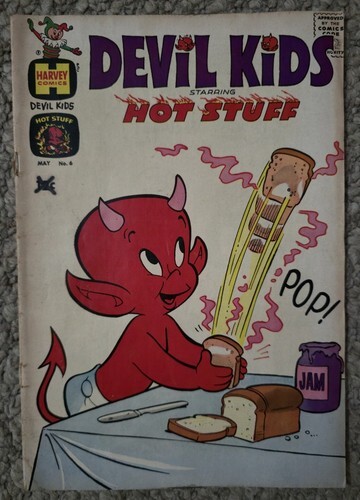 DEVIL KIDS
STARRING
HOT STUFF
HARVEY
COMICS
DEVIL KIDS
HOT STUFF
MAY No. 6
APPROVED
BY THE
COMICS
CODE
POP!
JAM